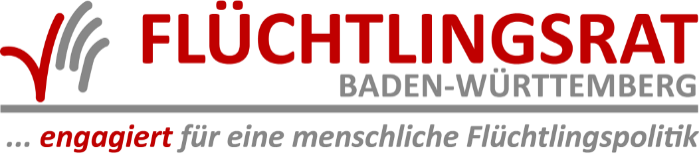 FLÜCHTLINGSRAT
BADEN-WÜRTTEMBERG
... engagiert für eine menschliche Flüchtlingspolitik